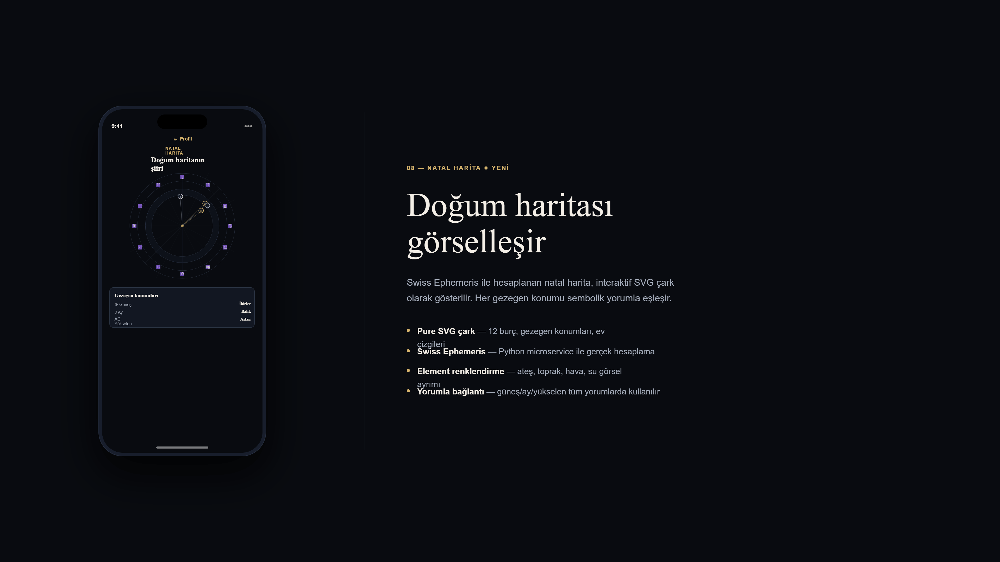 9:41
← Profil
NATAL
HARİTA
Doğum haritanın
şiiri
♈
♓
♉
♒
♊
♑
♋
♐
♌
♏
♍
♎
☽
AC
Gezegen konumları
☉ Güneş
İkizler
☽ Ay
Balık
AC
Yükselen
Aslan
08 — NATAL HARİTA ✦ YENİ
Doğum haritası
görselleşir
Swiss Ephemeris ile hesaplanan natal harita, interaktif SVG çark
olarak gösterilir. Her gezegen konumu sembolik yorumla eşleşir.
Pure SVG çark — 12 burç, gezegen konumları, ev
çizgileri
Swiss Ephemeris — Python microservice ile gerçek hesaplama
Element renklendirme — ateş, toprak, hava, su görsel
ayrımı
Yorumla bağlantı — güneş/ay/yükselen tüm yorumlarda kullanılır